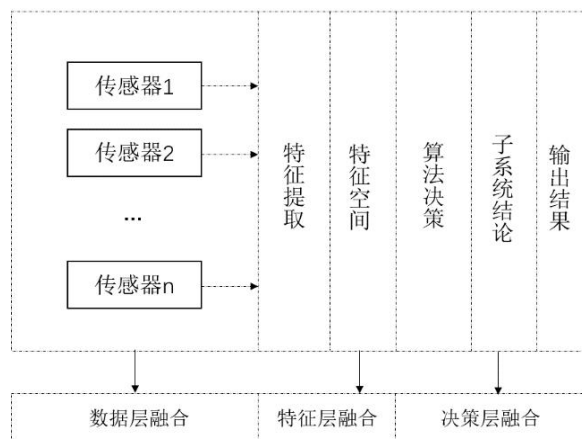 传感器1
传感器2
...
传感器n
特征提取
特征空间
算法决策
子系统结论
输出结果
数据层融合
特征层融合
决策层融合